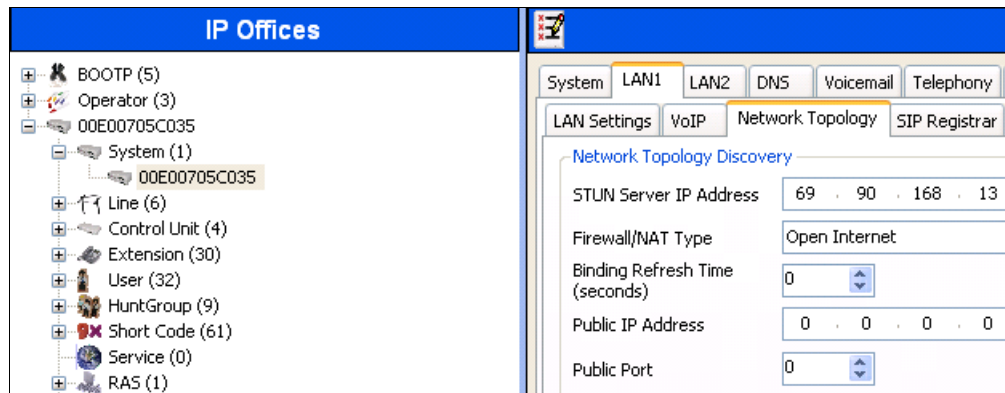 IP Offices
BOOTP (5)
Operator (3)
00E00705C035
System (1)
00E00705C035
Line (6)
Control Unit (4)
Extension (30)
User (32)
HuntGroup (9)
Short Code (61)
Service (0)
RAS (1)
System LAN1 LAN2 DNS Voicemail Telephony
LAN Settings VoIP Network Topology SIP Registrar
Network Topology Discovery
STUN Server IP Address 69 . 90 . 168 . 13
Firewall/NAT Type Open Internet
Binding Refresh Time
(seconds) 0
Public IP Address 0 . 0 . 0 . 0
Public Port 0